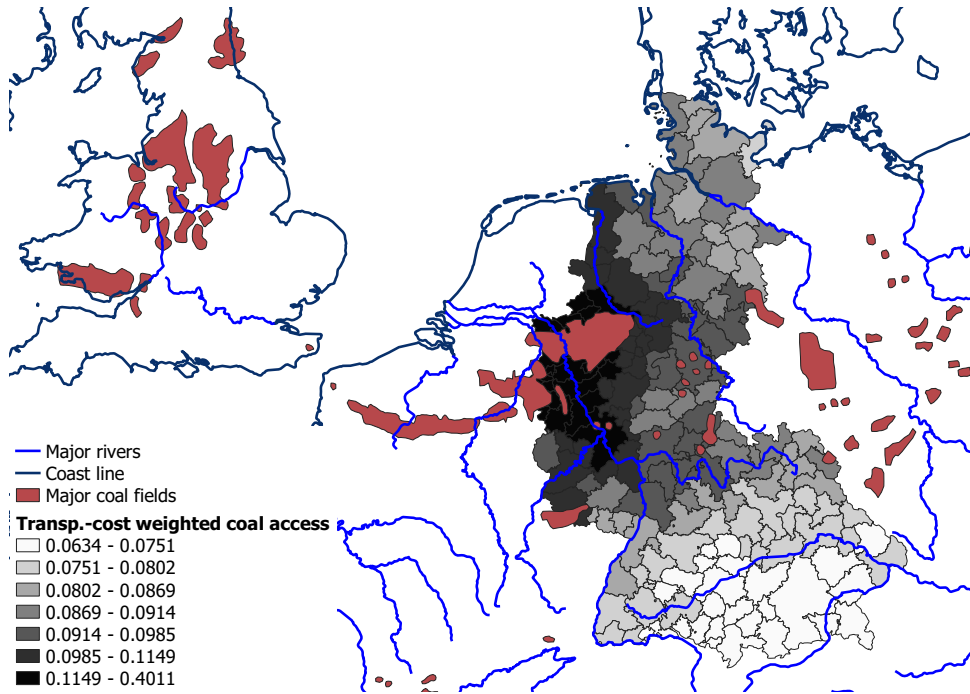 Major rivers
Coast line
Major coal fields
Transp.-cost weighted coal access
0.0634 - 0.0751
0.0751 - 0.0802
0.0802 - 0.0869
0.0869 - 0.0914
0.0914 - 0.0985
0.0985 - 0.1149
0.1149 - 0.4011